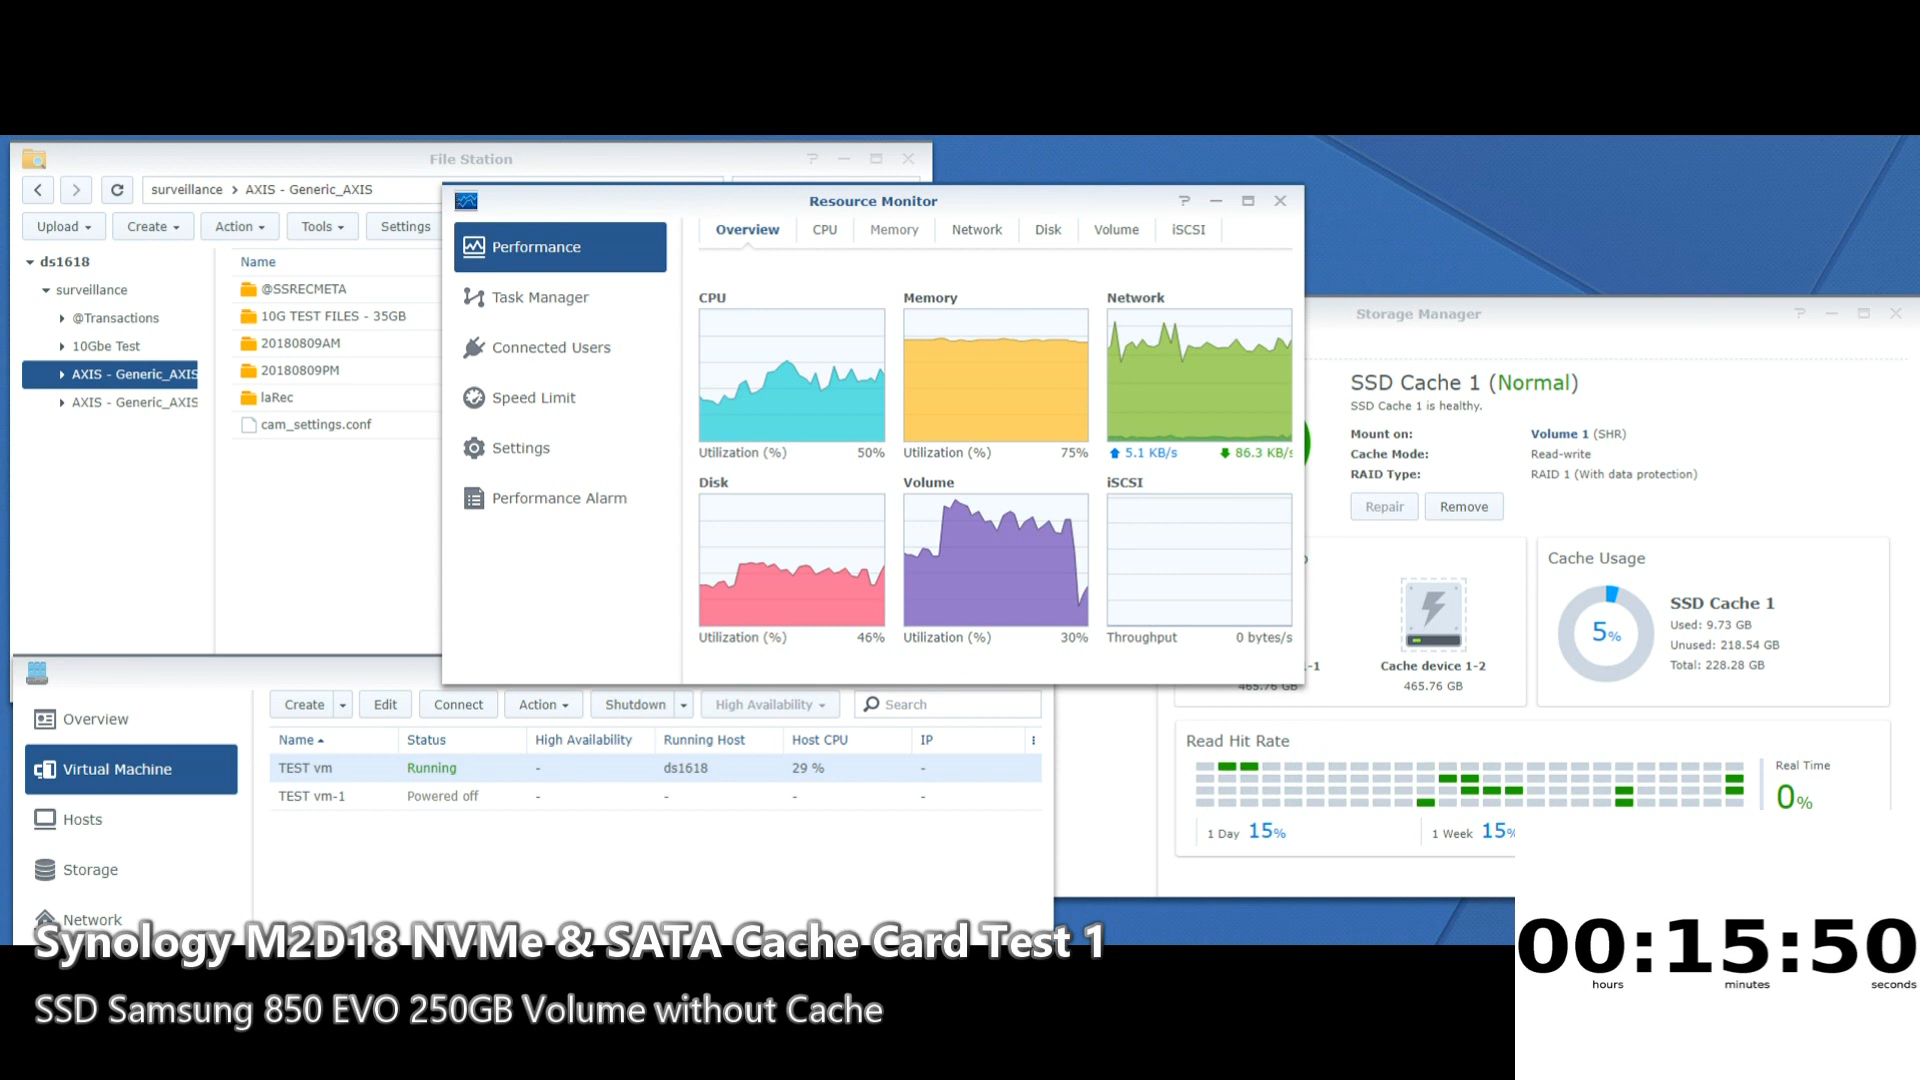 File Station
surveillance > AXIS - Generic_AXIS
Upload Create Action Tools Settings
ds1618
surveillance
@Transactions
10Gbe Test
AXIS - Generic_AXIS
AXIS - Generic_AXIS
Name
@SSRECMETA
10G TEST FILES - 35GB
20180809AM
20180809PM
laRec
cam_settings.conf
Resource Monitor
Performance
Task Manager
Connected Users
Speed Limit
Settings
Performance Alarm
Overview CPU Memory Network Disk Volume iSCSI
CPU Memory Network
Utilization (%) 50% Utilization (%) 75% 5.1 KB/s 86.3 KB/s
Disk Volume iSCSI
Utilization (%) 46% Utilization (%) 30% Throughput 0 bytes/s
Storage Manager
SSD Cache 1 (Normal)
SSD Cache 1 is healthy.
Mount on: Volume 1 (SHR)
Cache Mode: Read-write
RAID Type: RAID 1 (With data protection)
Repair Remove
-1
465.76 GB
Cache device 1-2
465.76 GB
Cache Usage
5%
SSD Cache 1
Used: 9.73 GB
Unused: 218.54 GB
Total: 228.28 GB
Read Hit Rate
Real Time
0%
1 Day 15% 1 Week 15%
Overview
Virtual Machine
Hosts
Storage
Network
Create Edit Connect Action Shutdown High Availability Search
Name Status High Availability Running Host Host CPU IP
TEST vm Running - ds1618 29 % -
TEST vm-1 Powered off - - - -
Synology M2D18 NVMe & SATA Cache Card Test 1
SSD Samsung 850 EVO 250GB Volume without Cache
00:15:50
hours minutes seconds